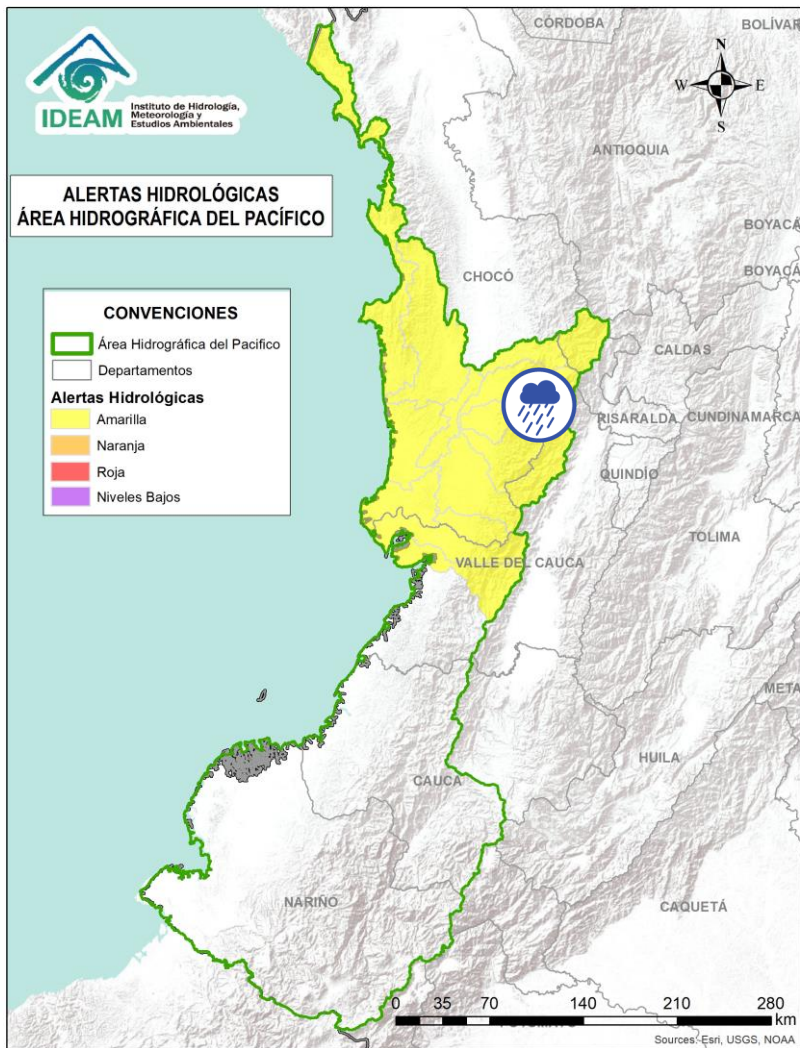 CÓRDOBA
BOLÍVAR
N
W E
S
IDEAM
Instituto de Hidrología,
Meteorología y
Estudios Ambientales
ANTIOQUIA
ALERTAS HIDROLÓGICAS
ÁREA HIDROGRÁFICA DEL PACÍFICO
BOYACÁ
BOYACÁ
CHOCÓ
CONVENCIONES
Área Hidrográfica del Pacifico
Departamentos
Alertas Hidrológicas
Amarilla
Naranja
Roja
Niveles Bajos
CALDAS
RISARALDA
CUNDINAMARCA
QUINDÍO
TOLIMA
VALLE DEL CAUCA
META
HUILA
CAUCA
NARIÑO
CAQUETÁ
0 35 70 140 210 280
km
Sources: Esri, USGS, NOAA